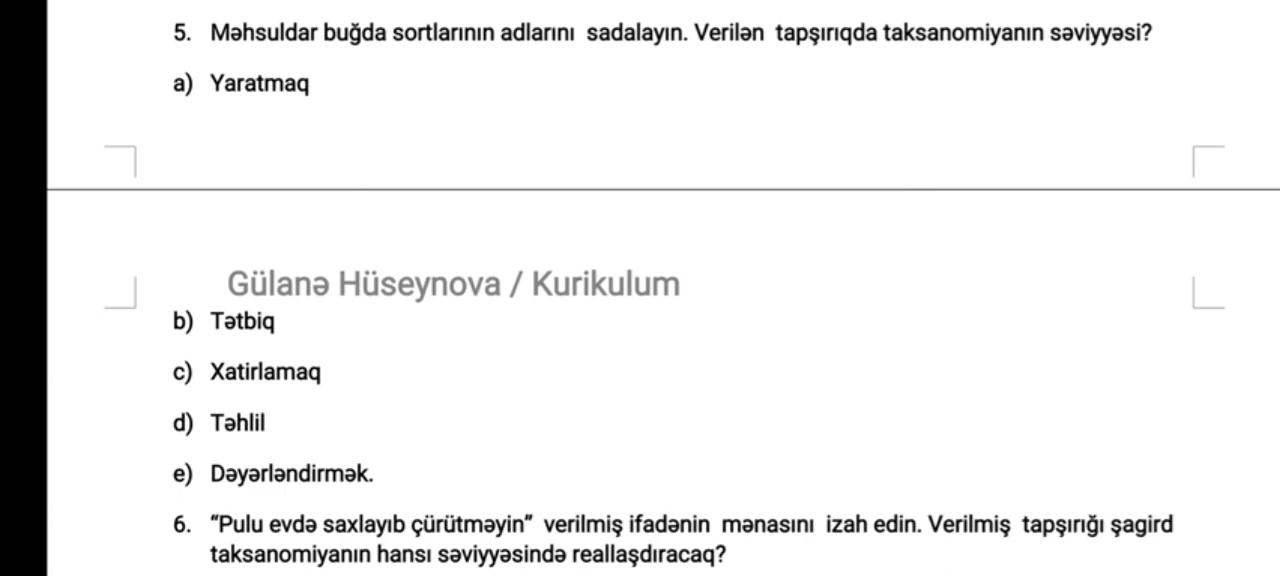 5. Məhsuldar buğda sortlarının adlarını sadalayın. Verilən tapşırıqda taksanomiyanın səviyyəsi?
a) Yaratmaq
Gülanə Hüseynova / Kurikulum
b) Tətbiq
c) Xatirlamaq
d) Təhlil
e) Dəyərləndirmək.
6. “Pulu evdə saxlayıb çürütməyin” verilmiş ifadənin mənasını izah edin. Verilmiş tapşırığı şagird
taksanomiyanın hansı səviyyəsində reallaşdıracaq?